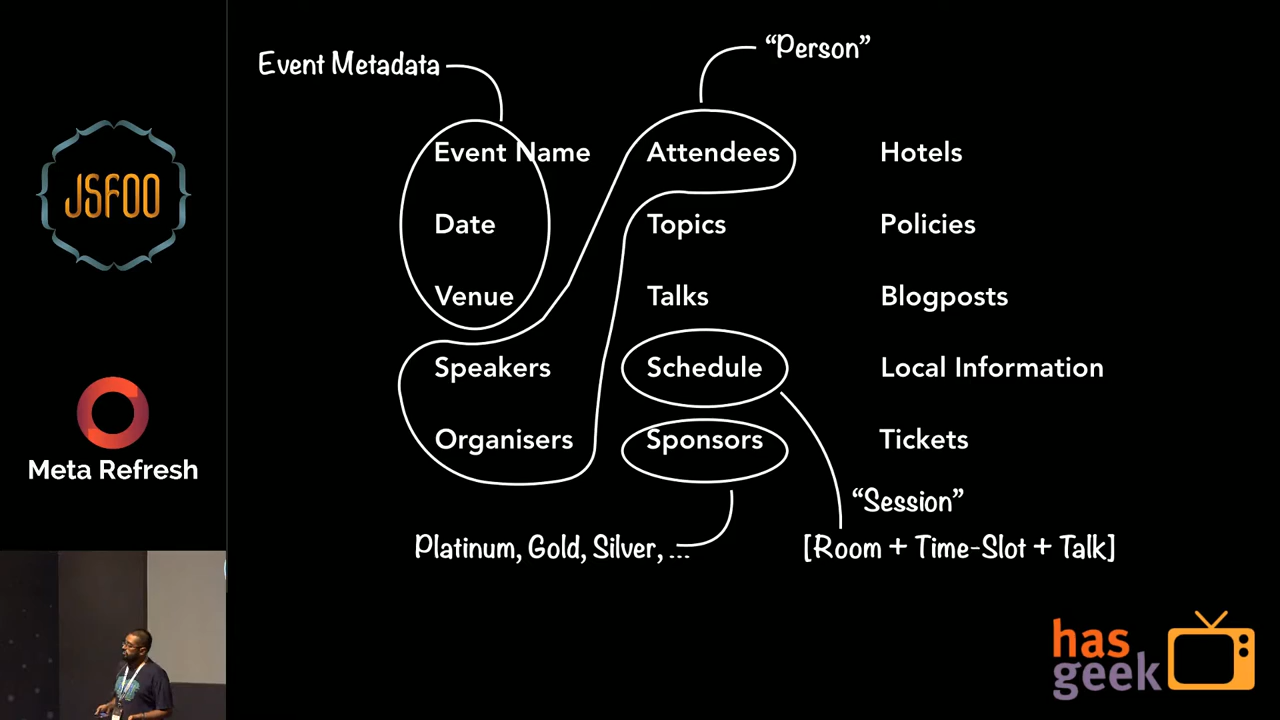 Event Metadata
“Person”
Event Name
Attendees
Hotels
Date
Topics
Policies
Venue
Talks
Blogposts
Speakers
Schedule
Local Information
Organisers
Sponsors
Tickets
“Session”
Platinum, Gold, Silver, ...
[Room + Time-Slot + Talk]
JSFOO
Meta Refresh
has
geek